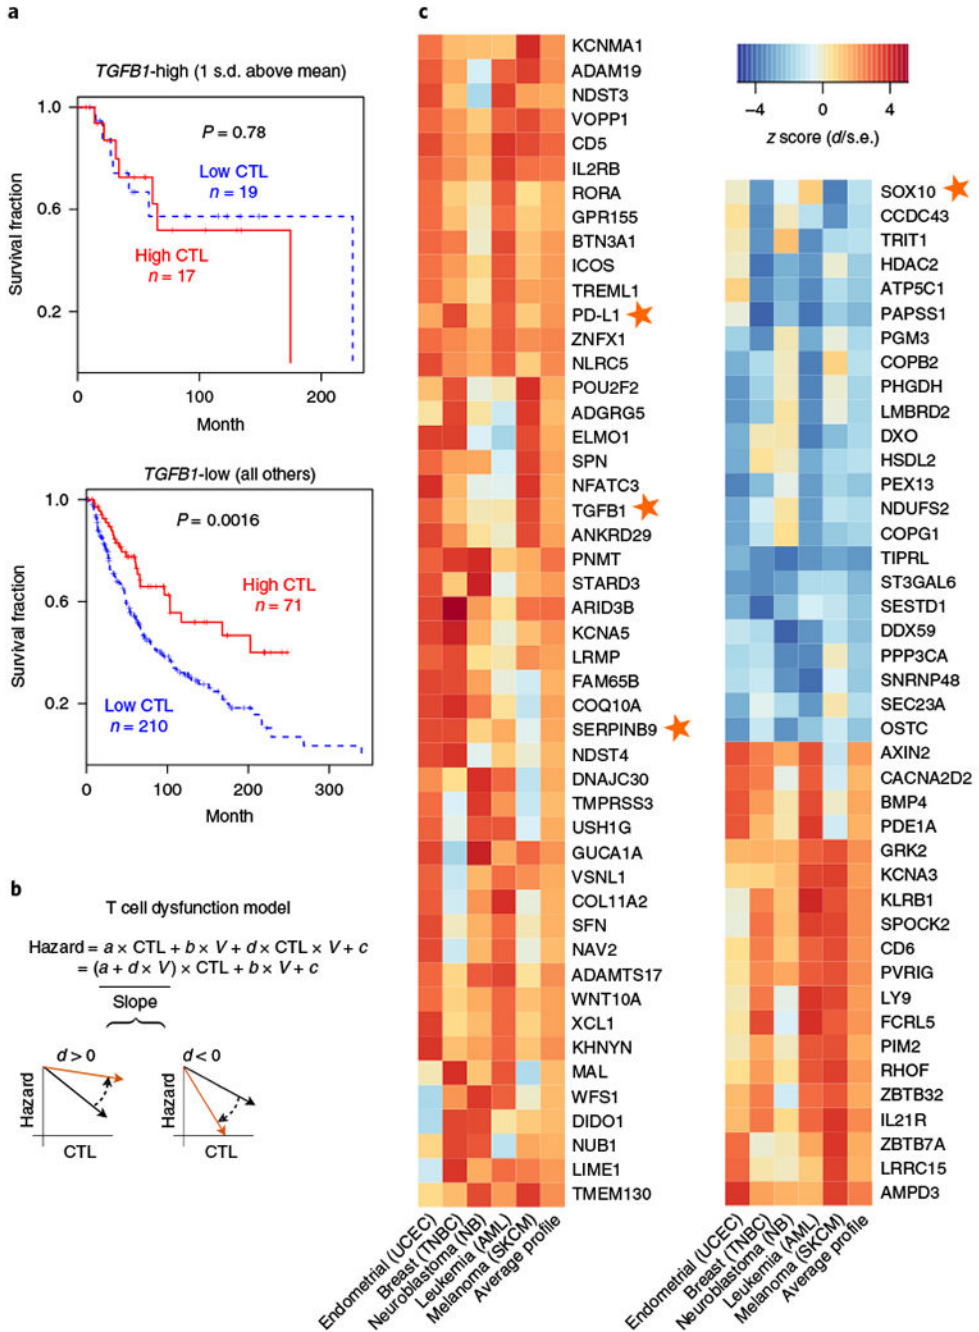 a
TGFB1-high (1 s.d. above mean)
1.0
0.6
0.2
Survival fraction
P = 0.78
Low CTL
n = 19
High CTL
n = 17
0
100
200
Month
TGFB1-low (all others)
1.0
0.6
0.2
Survival fraction
P = 0.0016
High CTL
n = 71
Low CTL
n = 210
0
100
200
300
Month
b
T cell dysfunction model
Hazard = a × CTL + b × V + d × CTL × V + c
= (a + d × V) × CTL + b × V + c
Slope
d > 0
d < 0
Hazard
CTL
Hazard
CTL
c
KCNMA1
ADAM19
NDST3
VOPP1
CD5
IL2RB
RORA
GPR155
BTN3A1
ICOS
TREML1
PD-L1
ZNFX1
NLRC5
POU2F2
ADGRG5
ELMO1
SPN
NFATC3
TGFB1
ANKRD29
PNMT
STARD3
ARID3B
KCNA5
LRMP
FAM65B
COQ10A
SERPINB9
NDST4
DNAJC30
TMPRSS3
USH1G
GUCA1A
VSNL1
COL11A2
SFN
NAV2
ADAMTS17
WNT10A
XCL1
KHNYN
MAL
WFS1
DIDO1
NUB1
LIME1
TMEM130
Endometrial (UCEC)
Breast (TNBC)
Neuroblastoma (NB)
Leukemia (AML)
Melanoma (SKCM)
Average profile
−4
0
4
z score (d/s.e.)
SOX10
CCDC43
TRIT1
HDAC2
ATP5C1
PAPSS1
PGM3
COPB2
PHGDH
LMBRD2
DXO
HSDL2
PEX13
NDUFS2
COPG1
TIPRL
ST3GAL6
SESTD1
DDX59
PPP3CA
SNRNP48
SEC23A
OSTC
AXIN2
CACNA2D2
BMP4
PDE1A
GRK2
KCNA3
KLRB1
SPOCK2
CD6
PVRIG
LY9
FCRL5
PIM2
RHOF
ZBTB32
IL21R
ZBTB7A
LRRC15
AMPD3
Endometrial (UCEC)
Breast (TNBC)
Neuroblastoma (NB)
Leukemia (AML)
Melanoma (SKCM)
Average profile